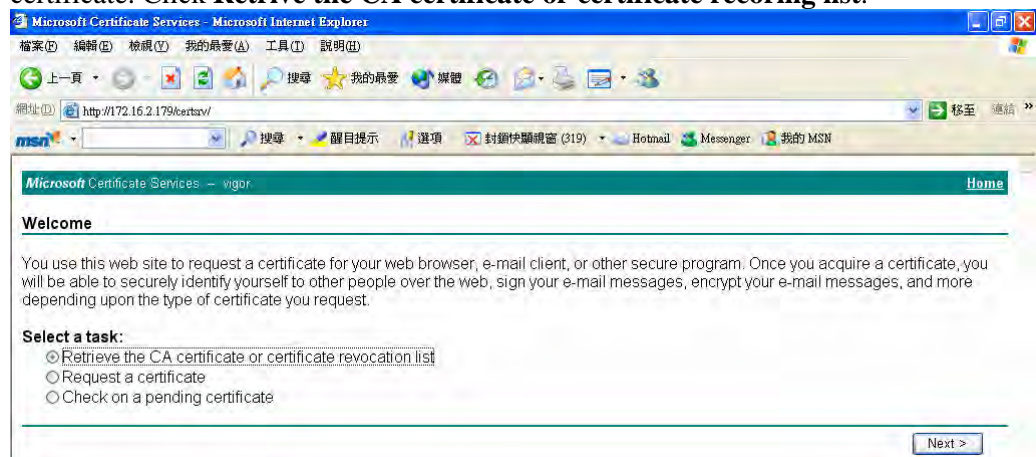 certificate. Click Retrive the CA certificate or certificate recoring list.
Microsoft Certificate Services - Microsoft Internet Explorer
檔案(F) 編輯(E) 檢視(V) 我的最愛(A) 工具(T) 說明(H)
上一頁 搜尋 我的最愛 媒體
網址(D) http://172.16.2.179/certsrv/ 移至 連結 »
msn 搜尋 醒目提示 選項 封鎖快顯視窗 (319) Hotmail Messenger 我的 MSN
Microsoft Certificate Services -- vigor Home
Welcome
You use this web site to request a certificate for your web browser, e-mail client, or other secure program. Once you acquire a certificate, you
will be able to securely identify yourself to other people over the web, sign your e-mail messages, encrypt your e-mail messages, and more
depending upon the type of certificate you request.
Select a task:
Retrieve the CA certificate or certificate revocation list
Request a certificate
Check on a pending certificate
Next >